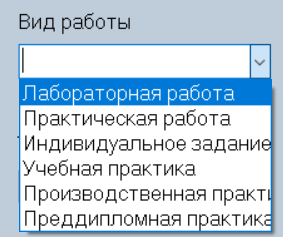 Вид работы
Лабораторная работа
Практическая работа
Индивидуальное задание
Учебная практика
Производственная практи
Преддипломная практика